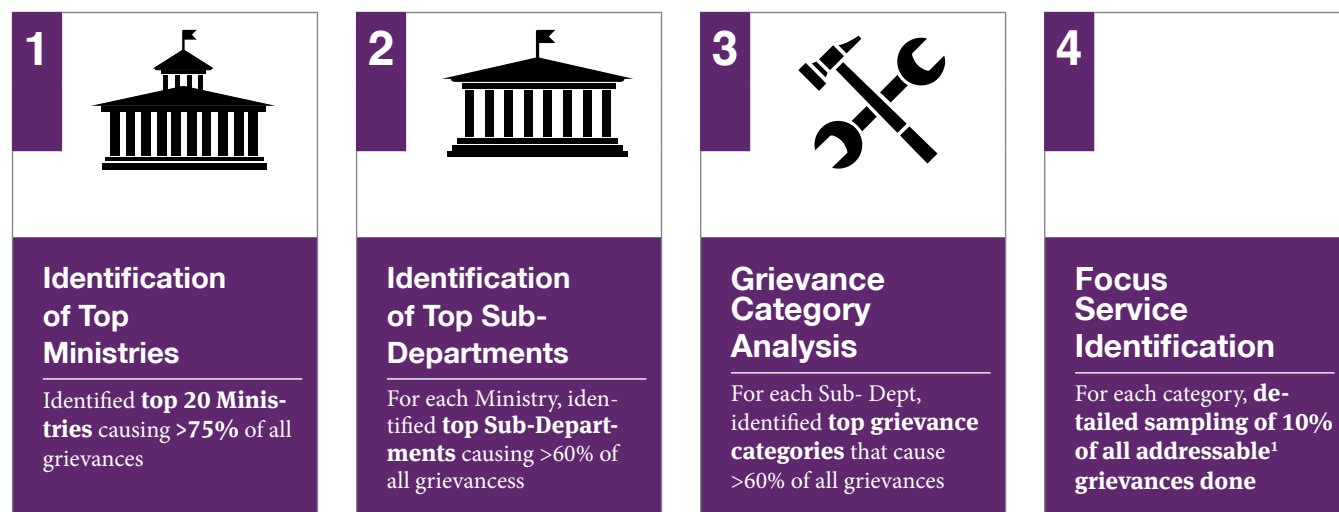 1
Identification
of Top
Ministries
Identified top 20 Minis-
tries causing >75% of all
grievances
2
Identification
of Top Sub-
Departments
For each Ministry, iden-
tified top Sub-Depart-
ments causing >60% of
all grievancess
3
Grievance
Category
Analysis
For each Sub- Dept,
identified top grievance
categories that cause
>60% of all grievances
4
Focus
Service
Identification
For each category, de-
tailed sampling of 10%
of all addressable¹
grievances done